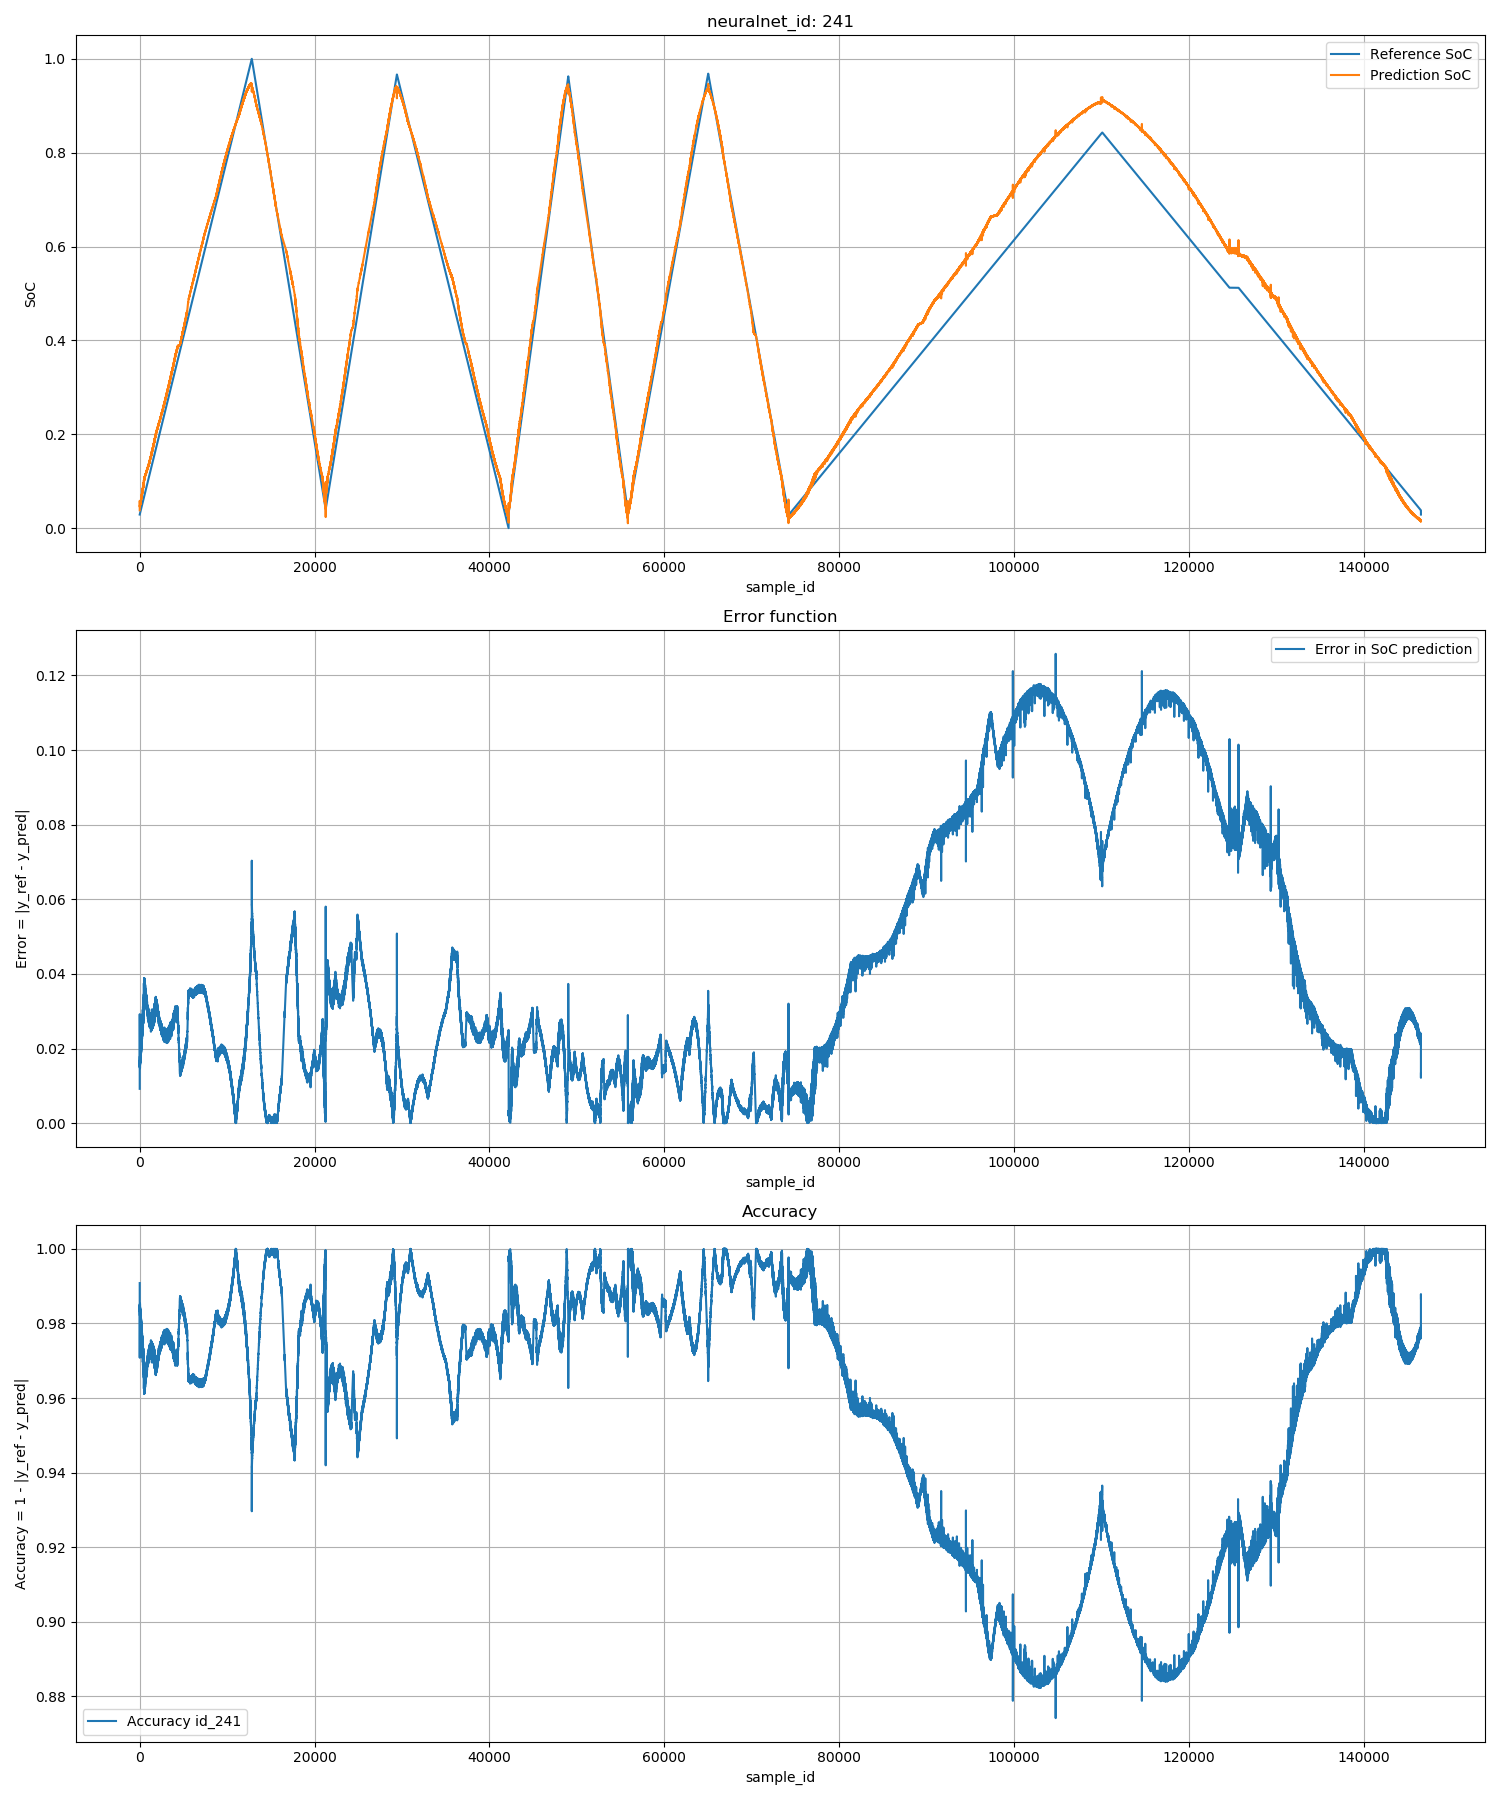 neuralnet_id: 241
Reference SoC
Prediction SoC
1.0
0.8
0.6
0.4
0.2
0.0
SoC
0 20000 40000 60000 80000 100000 120000 140000
sample_id
Error function
Error in SoC prediction
0.12
0.10
0.08
0.06
0.04
0.02
0.00
Error = |y_ref - y_pred|
0 20000 40000 60000 80000 100000 120000 140000
sample_id
Accuracy
1.00
0.98
0.96
0.94
0.92
0.90
0.88
Accuracy = 1 - |y_ref - y_pred|
Accuracy id_241
0 20000 40000 60000 80000 100000 120000 140000
sample_id